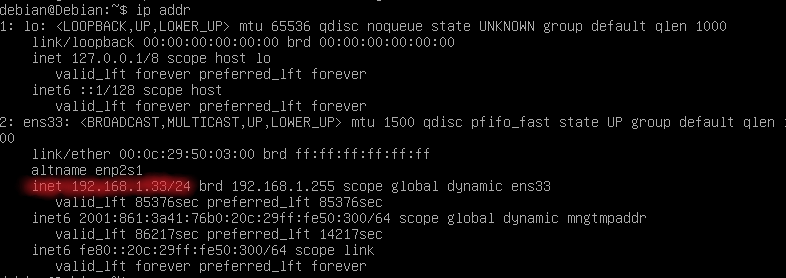 debian@Debian:~$ ip addr
1: lo: <LOOPBACK,UP,LOWER_UP> mtu 65536 qdisc noqueue state UNKNOWN group default qlen 1000
link/loopback 00:00:00:00:00:00 brd 00:00:00:00:00:00
inet 127.0.0.1/8 scope host lo
valid_lft forever preferred_lft forever
inet6 ::1/128 scope host
valid_lft forever preferred_lft forever
2: ens33: <BROADCAST,MULTICAST,UP,LOWER_UP> mtu 1500 qdisc pfifo_fast state UP group default qlen 1
00
link/ether 00:0c:29:50:03:00 brd ff:ff:ff:ff:ff:ff
altname enp2s1
inet 192.168.1.33/24 brd 192.168.1.255 scope global dynamic ens33
valid_lft 85376sec preferred_lft 85376sec
inet6 2001:861:3a41:76b0:20c:29ff:fe50:300/64 scope global dynamic mngtmpaddr
valid_lft 86217sec preferred_lft 14217sec
inet6 fe80::20c:29ff:fe50:300/64 scope link
valid_lft forever preferred_lft forever